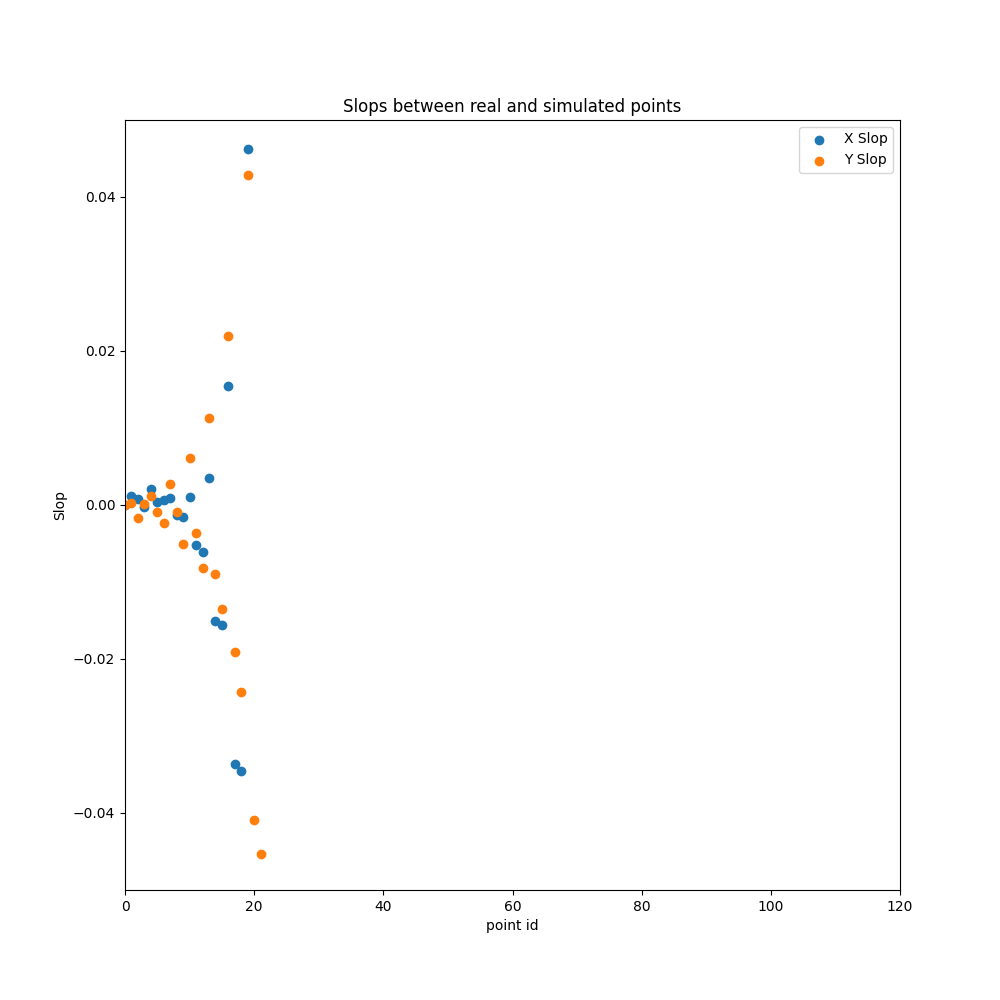 Slops between real and simulated points
X Slop
Y Slop
0.04
0.02
0.00
−0.02
−0.04
Slop
0 20 40 60 80 100 120
point id